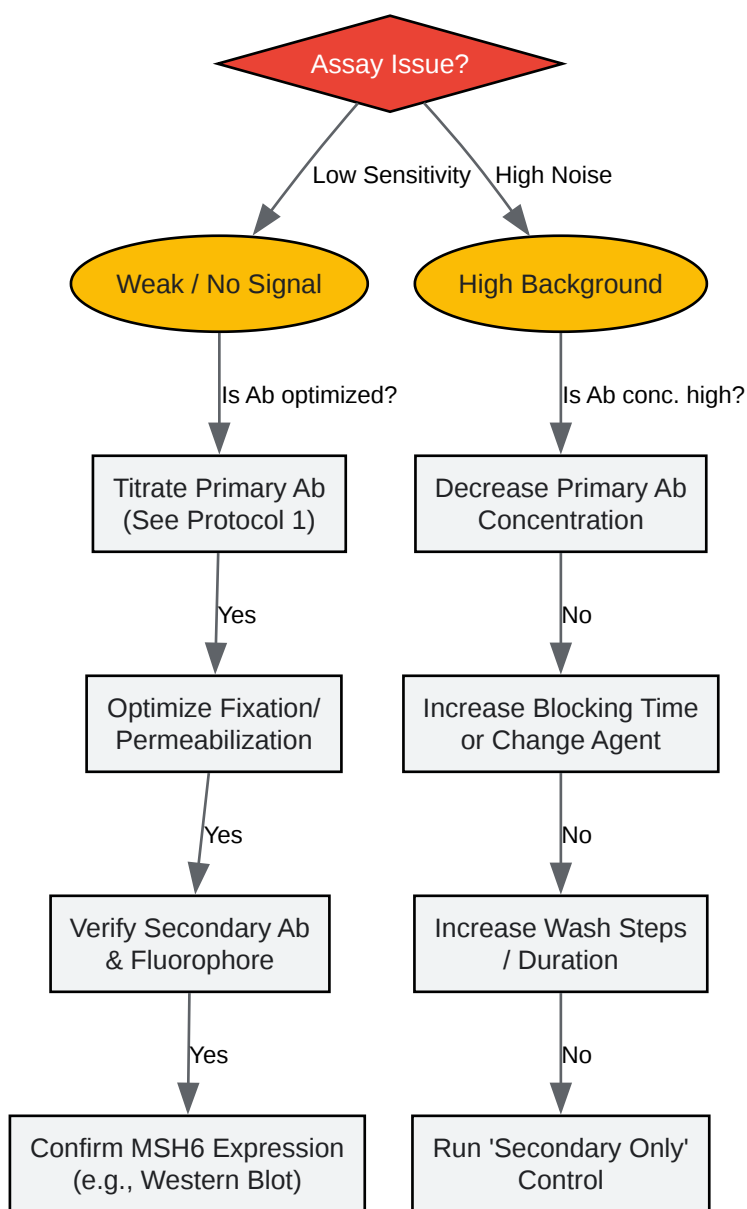 Assay Issue?
Low Sensitivity
High Noise
Weak / No Signal
High Background
Is Ab optimized?
Is Ab conc. high?
Titrate Primary Ab
(See Protocol 1)
Decrease Primary Ab
Concentration
Yes
No
Optimize Fixation/
Permeabilization
Increase Blocking Time
or Change Agent
Yes
No
Verify Secondary Ab
& Fluorophore
Increase Wash Steps
/ Duration
Yes
No
Confirm MSH6 Expression
(e.g., Western Blot)
Run 'Secondary Only'
Control